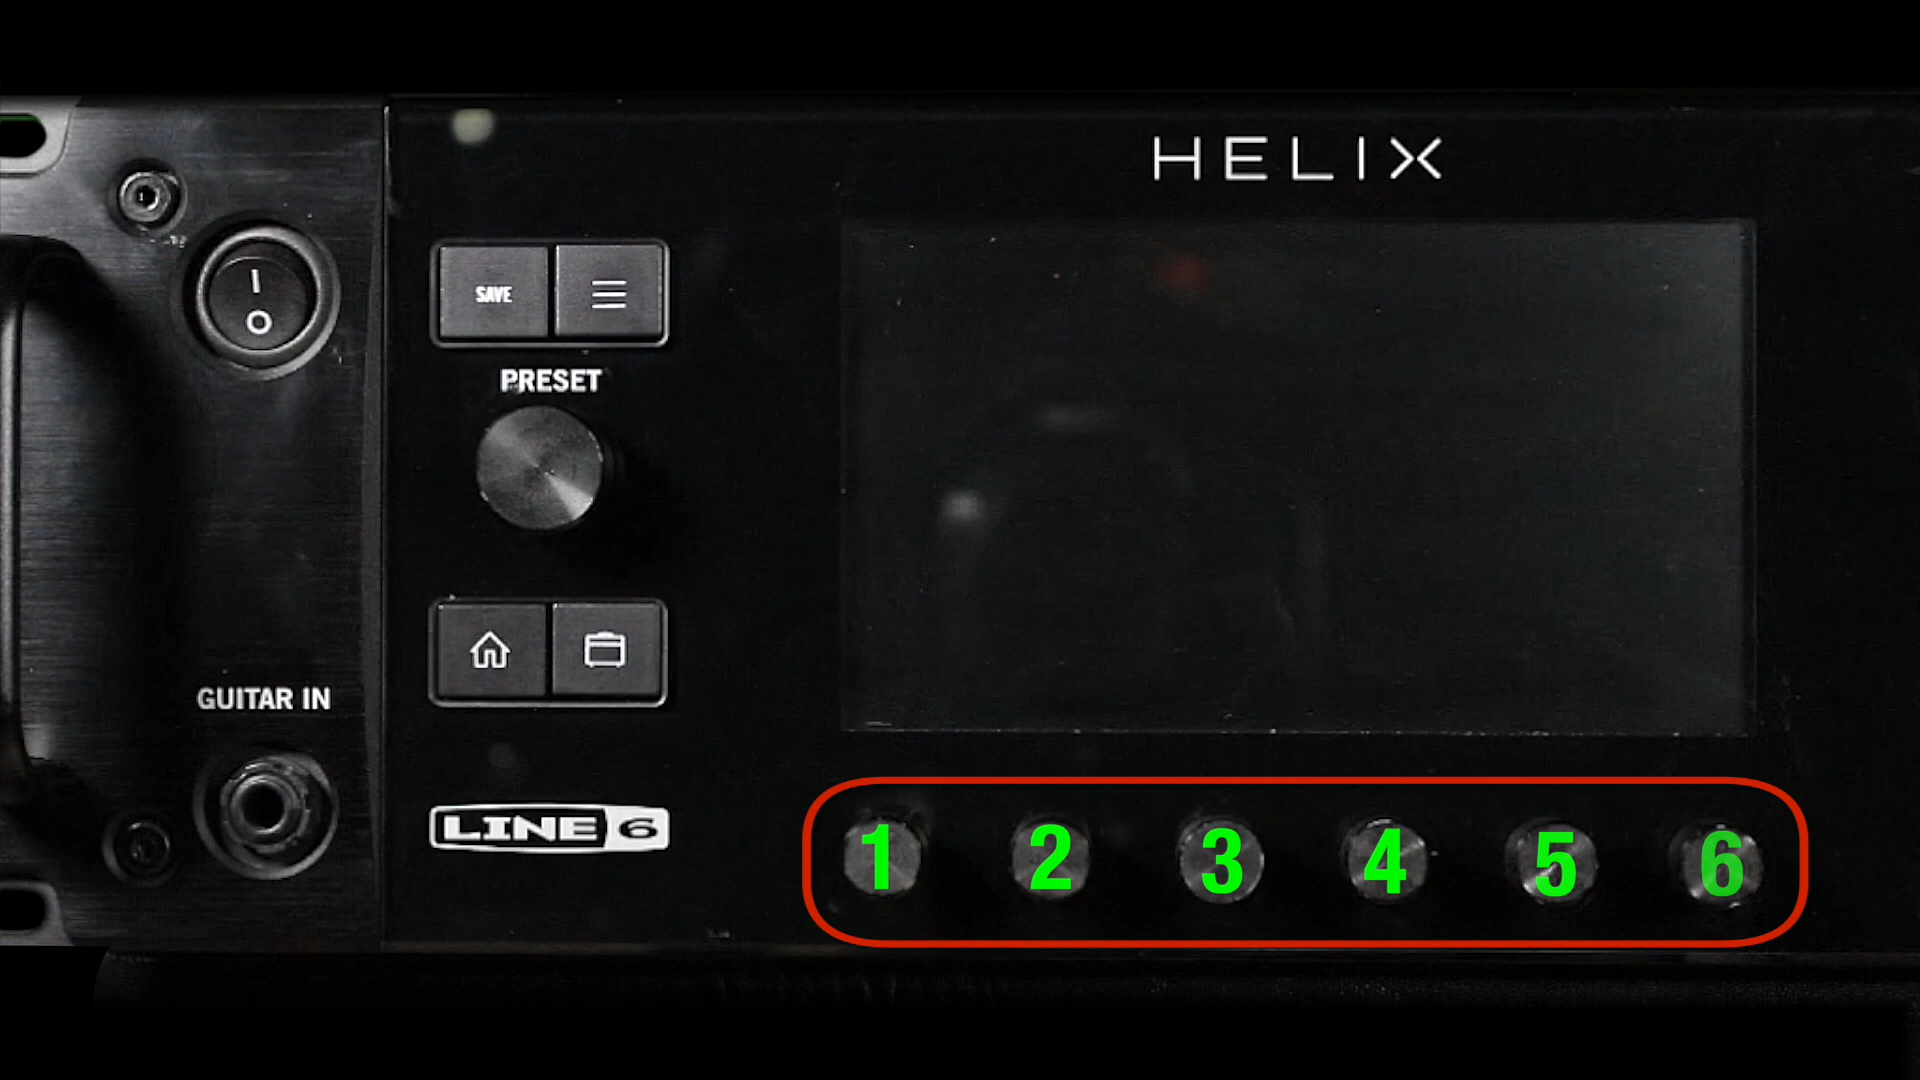 HELIX
I
O
SAVE
PRESET
GUITAR IN
LINE 6
1 2 3 4 5 6